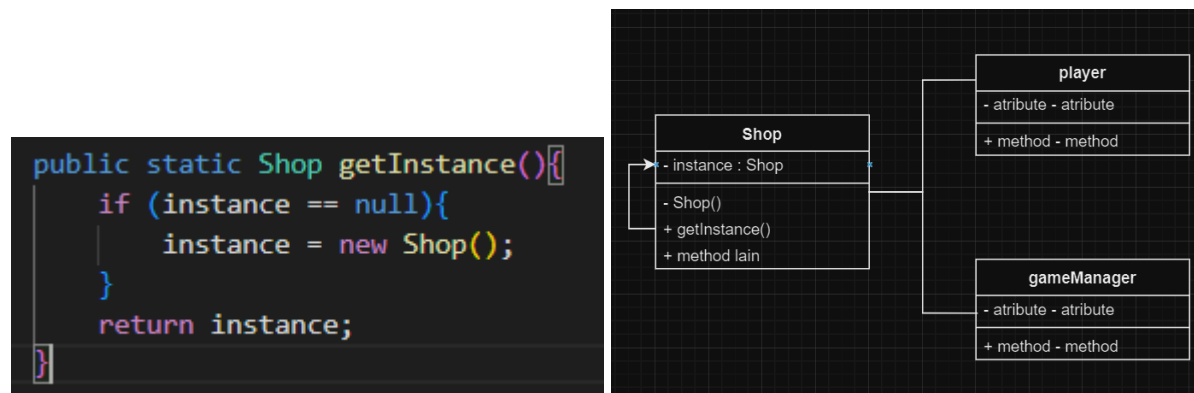 public static Shop getInstance(){
if (instance == null){
instance = new Shop();
}
return instance;
}
Shop
- instance : Shop
- Shop()
+ getInstance()
+ method lain
player
- atribute - atribute
+ method - method
gameManager
- atribute - atribute
+ method - method